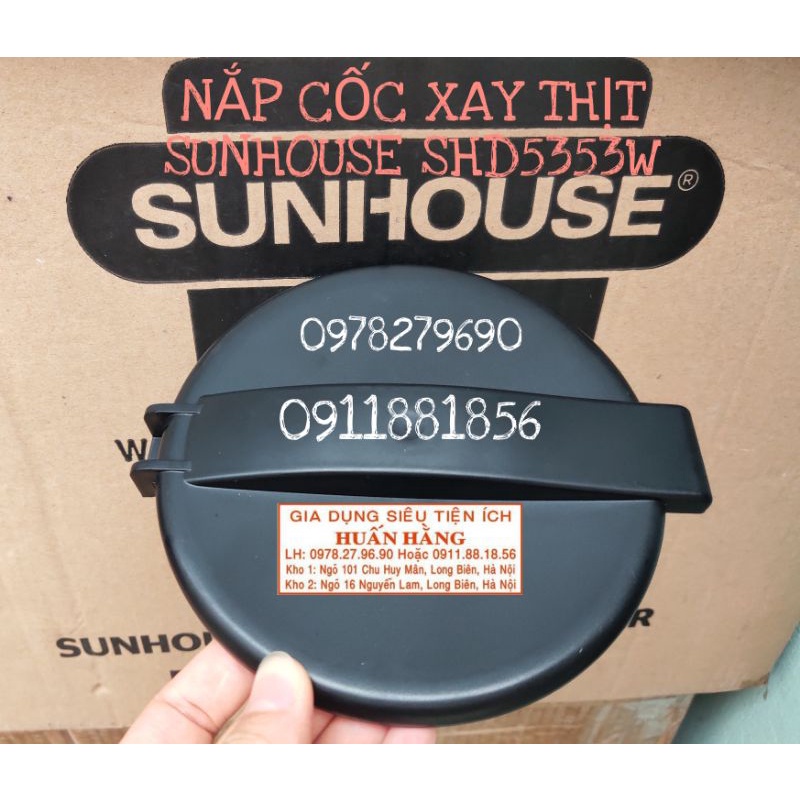 NẮP CỐC XAY THỊT
SUNHOUSE SHD5353W
SUNHOUSE®
0978279690
0911881856
GIA DỤNG SIÊU TIỆN ÍCH
HUẤN HẰNG
LH: 0978.27.96.90 Hoặc 0911.88.18.56
Kho 1: Ngõ 101 Chu Huy Mân, Long Biên, Hà Nội
Kho 2: Ngỏ 16 Nguyễn Lam, Long Biên, Hà Nội